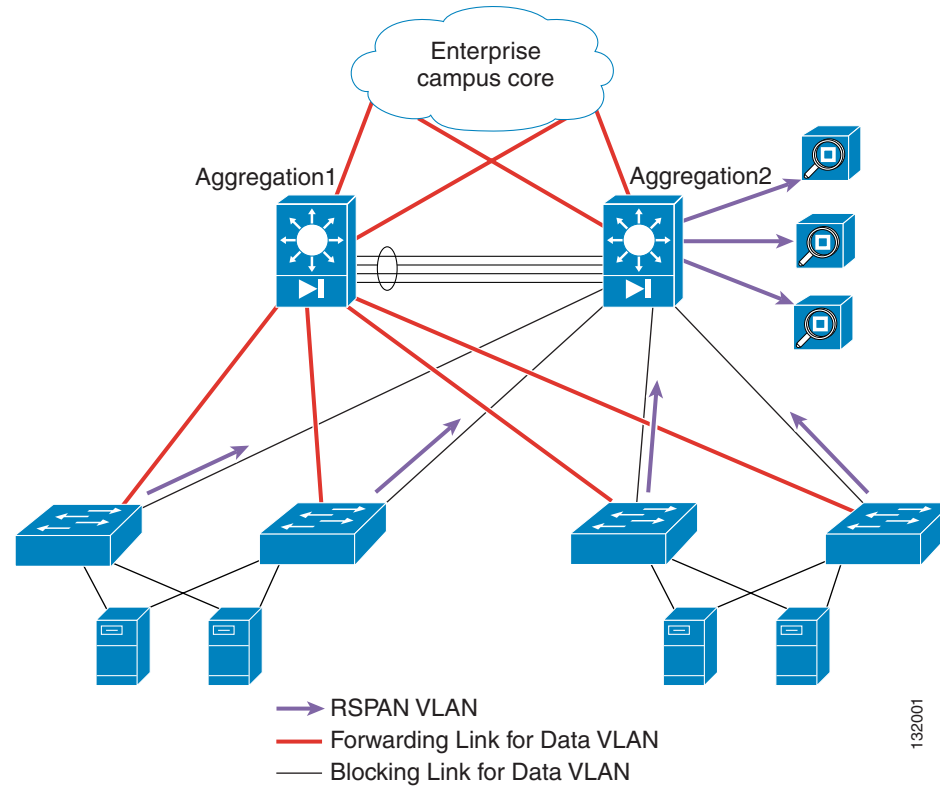 Enterprise
campus core
Aggregation1
Aggregation2
RSPAN VLAN
Forwarding Link for Data VLAN
Blocking Link for Data VLAN
132001